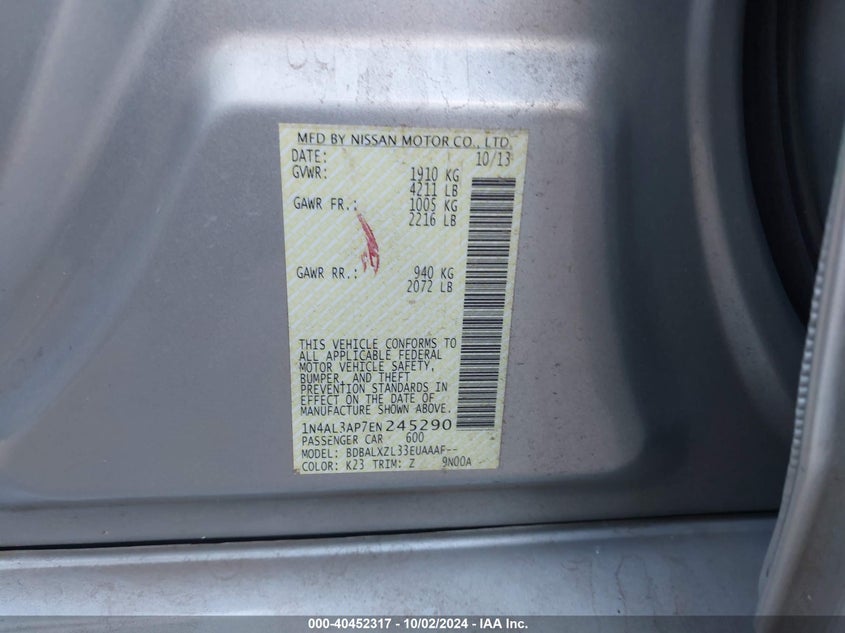 MFD BY NISSAN MOTOR CO., LTD.
DATE: 10/13
GVWR: 1910 KG
4211 LB
GAWR FR.: 1005 KG
2216 LB
GAWR RR.: 940 KG
2072 LB
THIS VEHICLE CONFORMS TO
ALL APPLICABLE FEDERAL
MOTOR VEHICLE SAFETY,
BUMPER, AND THEFT
PREVENTION STANDARDS IN
EFFECT ON THE DATE OF
MANUFACTURE SHOWN ABOVE.
1N4AL3AP7EN245290
PASSENGER CAR 600
MODEL: BDBALXZL33EUAAAF--
COLOR: K23 TRIM: Z 9N00A
000-40452317 - 10/02/2024 - IAA Inc.